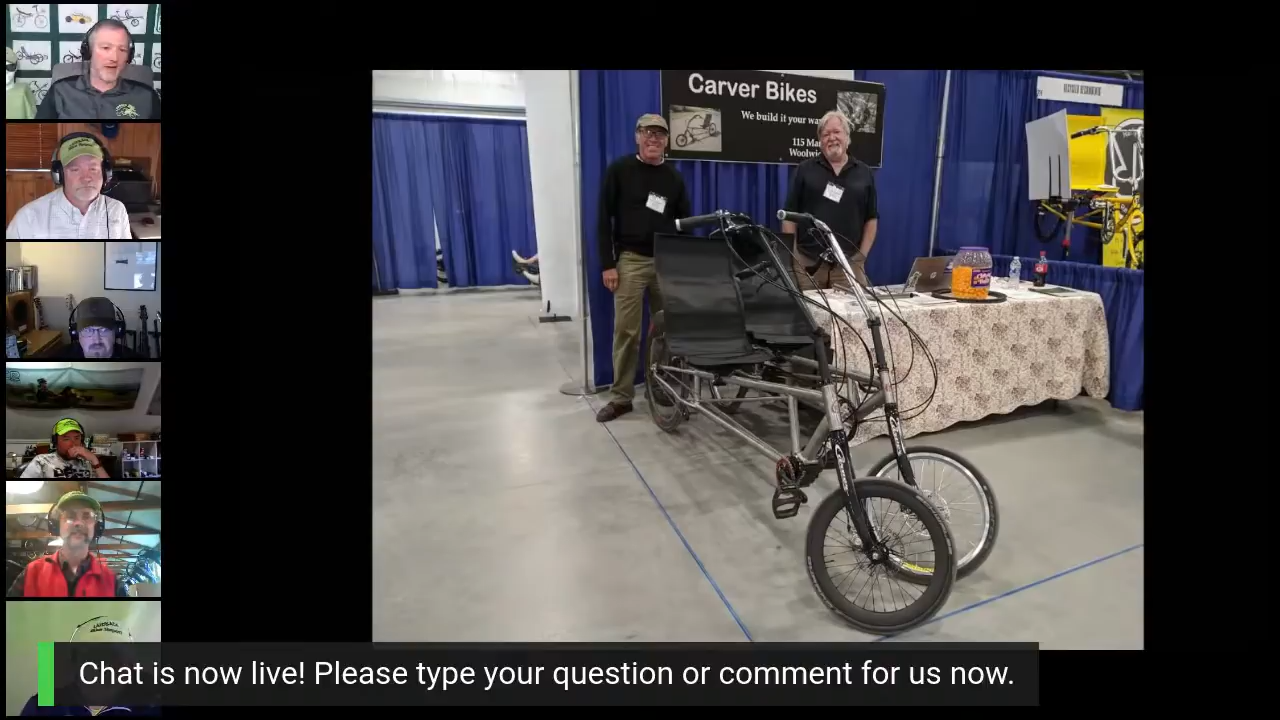 Carver Bikes
We build it your wa
115 Ma
Woolwi
Chat is now live! Please type your question or comment for us now.